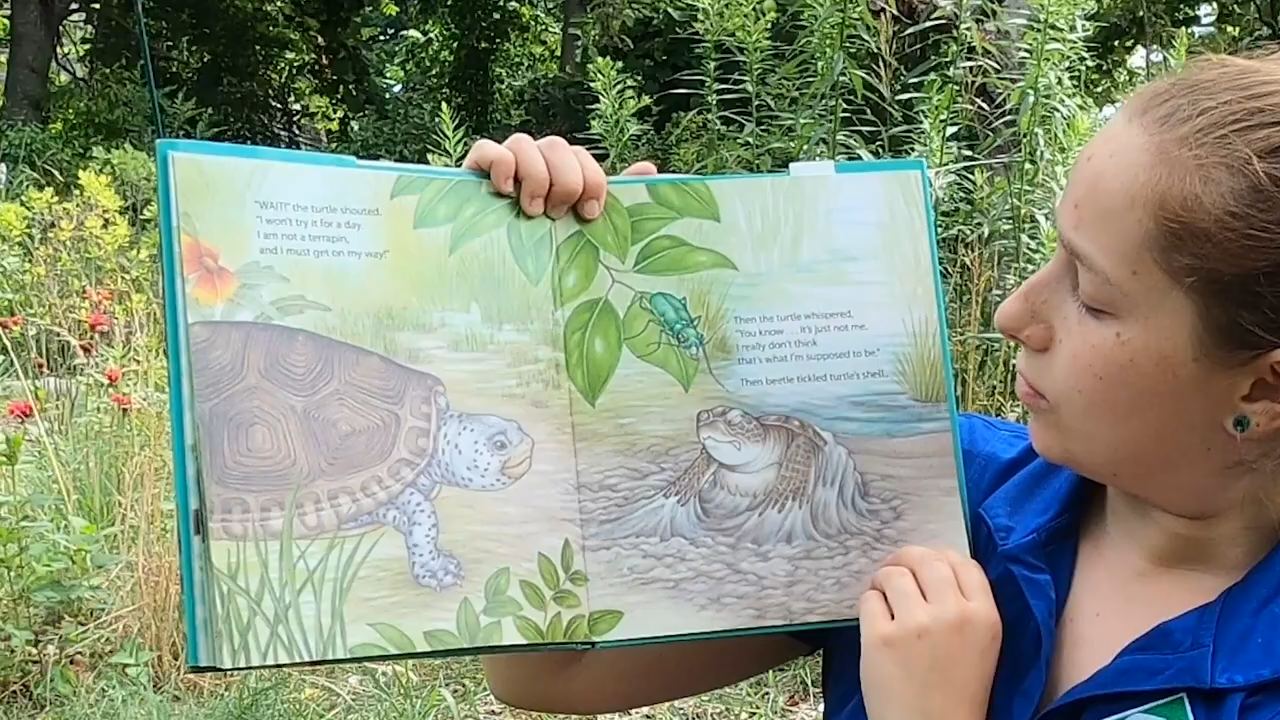 "WAIT!" the turtle shouted.
"I won't try it for a day.
I am not a terrapin,
and I must get on my way!"
Then the turtle whispered,
"You know . . . it's just not me.
I really don't think
that's what I'm supposed to be."
Then beetle tickled turtle's shell.